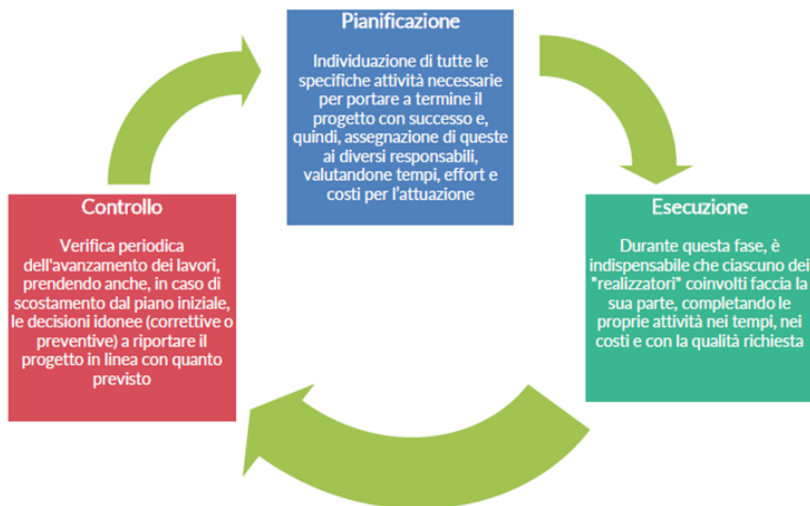 Pianificazione
Individuazione di tutte le
specifiche attività necessarie
per portare a termine il
progetto con successo e,
quindi, assegnazione di queste
ai diversi responsabili,
valutandone tempi, effort e
costi per l'attuazione
Esecuzione
Durante questa fase, è
indispensabile che ciascuno dei
"realizzatori" coinvolti faccia la
sua parte, completando le
proprie attività nei tempi, nei
costi e con la qualità richiesta
Controllo
Verifica periodica
dell'avanzamento dei lavori,
prendendo anche, in caso di
scostamento dal piano iniziale,
le decisioni idonee (correttive o
preventive) a riportare il
progetto in linea con quanto
previsto